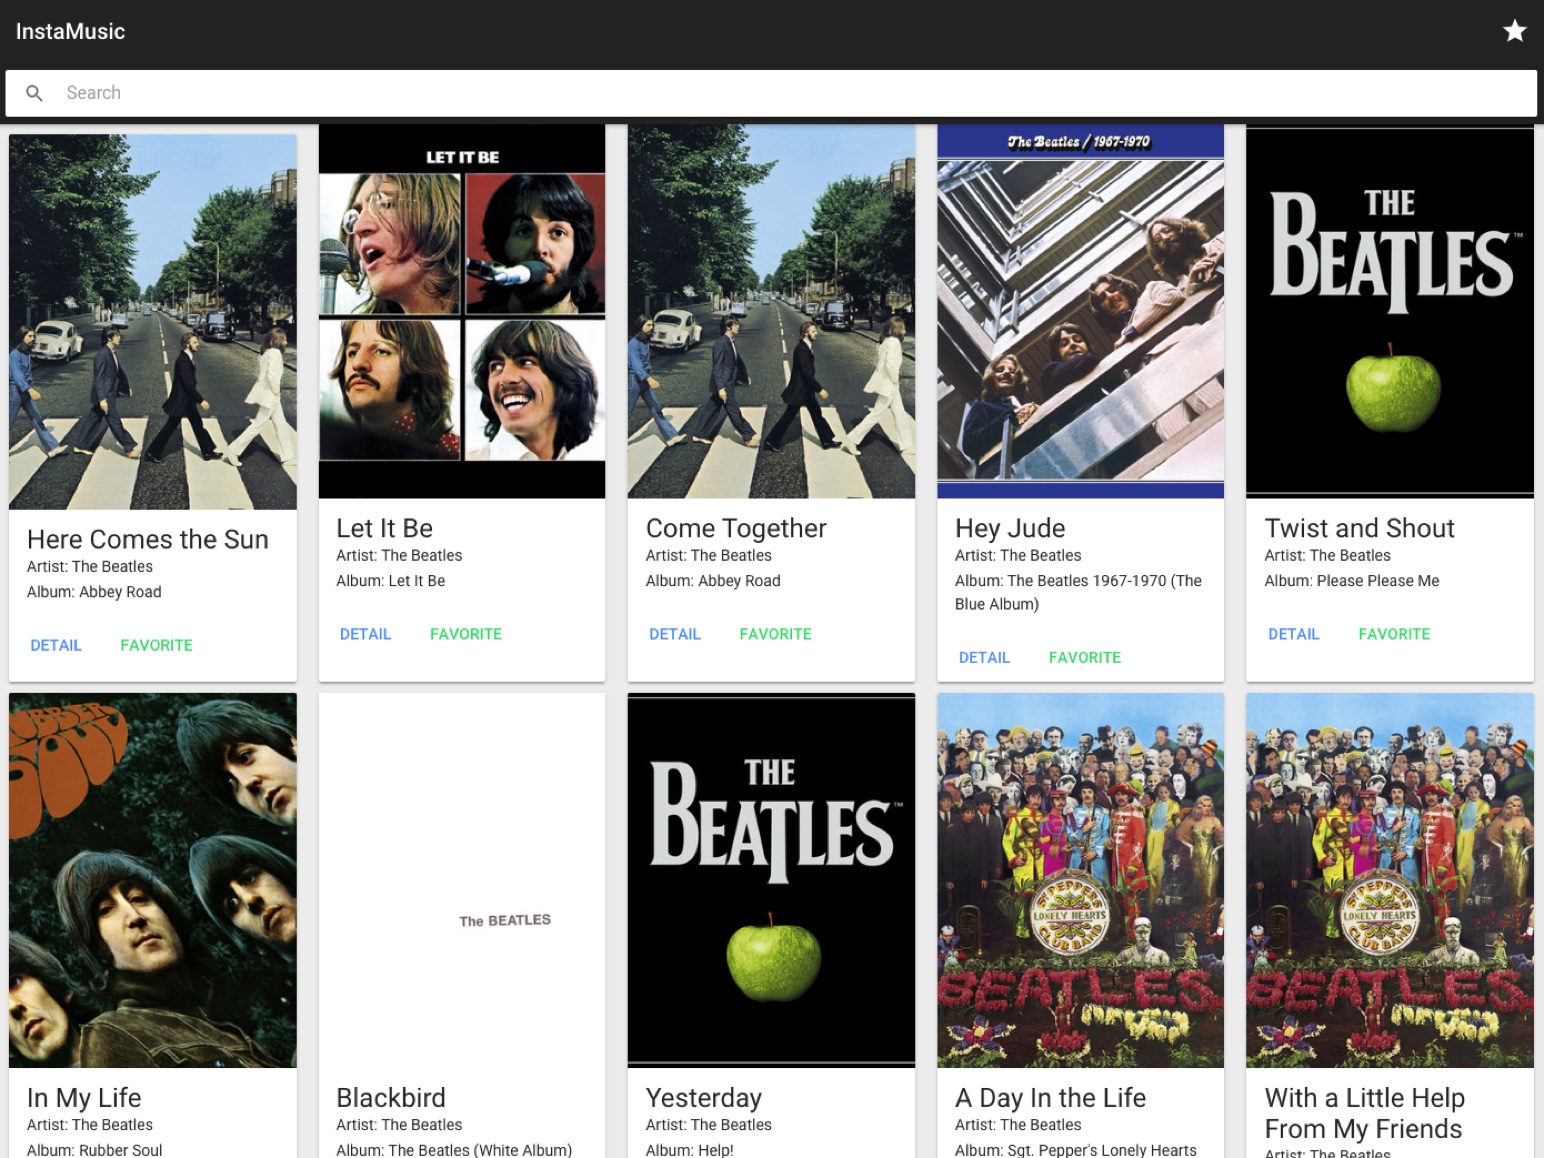 InstaMusic
Search
LET IT BE
The Beatles / 1967-1970
THE
BEATLES™
Here Comes the Sun
Artist: The Beatles
Album: Abbey Road
DETAIL FAVORITE
Let It Be
Artist: The Beatles
Album: Let It Be
DETAIL FAVORITE
Come Together
Artist: The Beatles
Album: Abbey Road
DETAIL FAVORITE
Hey Jude
Artist: The Beatles
Album: The Beatles 1967-1970 (The
Blue Album)
DETAIL FAVORITE
Twist and Shout
Artist: The Beatles
Album: Please Please Me
DETAIL FAVORITE
UBBER
SOUL
The BEATLES
THE
BEATLES™
SGT PEPPERS
LONELY HEARTS
CLUB BAND
BEATLES
SGT PEPPERS
LONELY HEARTS
CLUB BAND
BEATLES
In My Life
Artist: The Beatles
Album: Rubber Soul
Blackbird
Artist: The Beatles
Album: The Beatles (White Album)
Yesterday
Artist: The Beatles
Album: Help!
A Day In the Life
Artist: The Beatles
Album: Sgt. Pepper's Lonely Hearts
With a Little Help
From My Friends
Artist: The Beatles